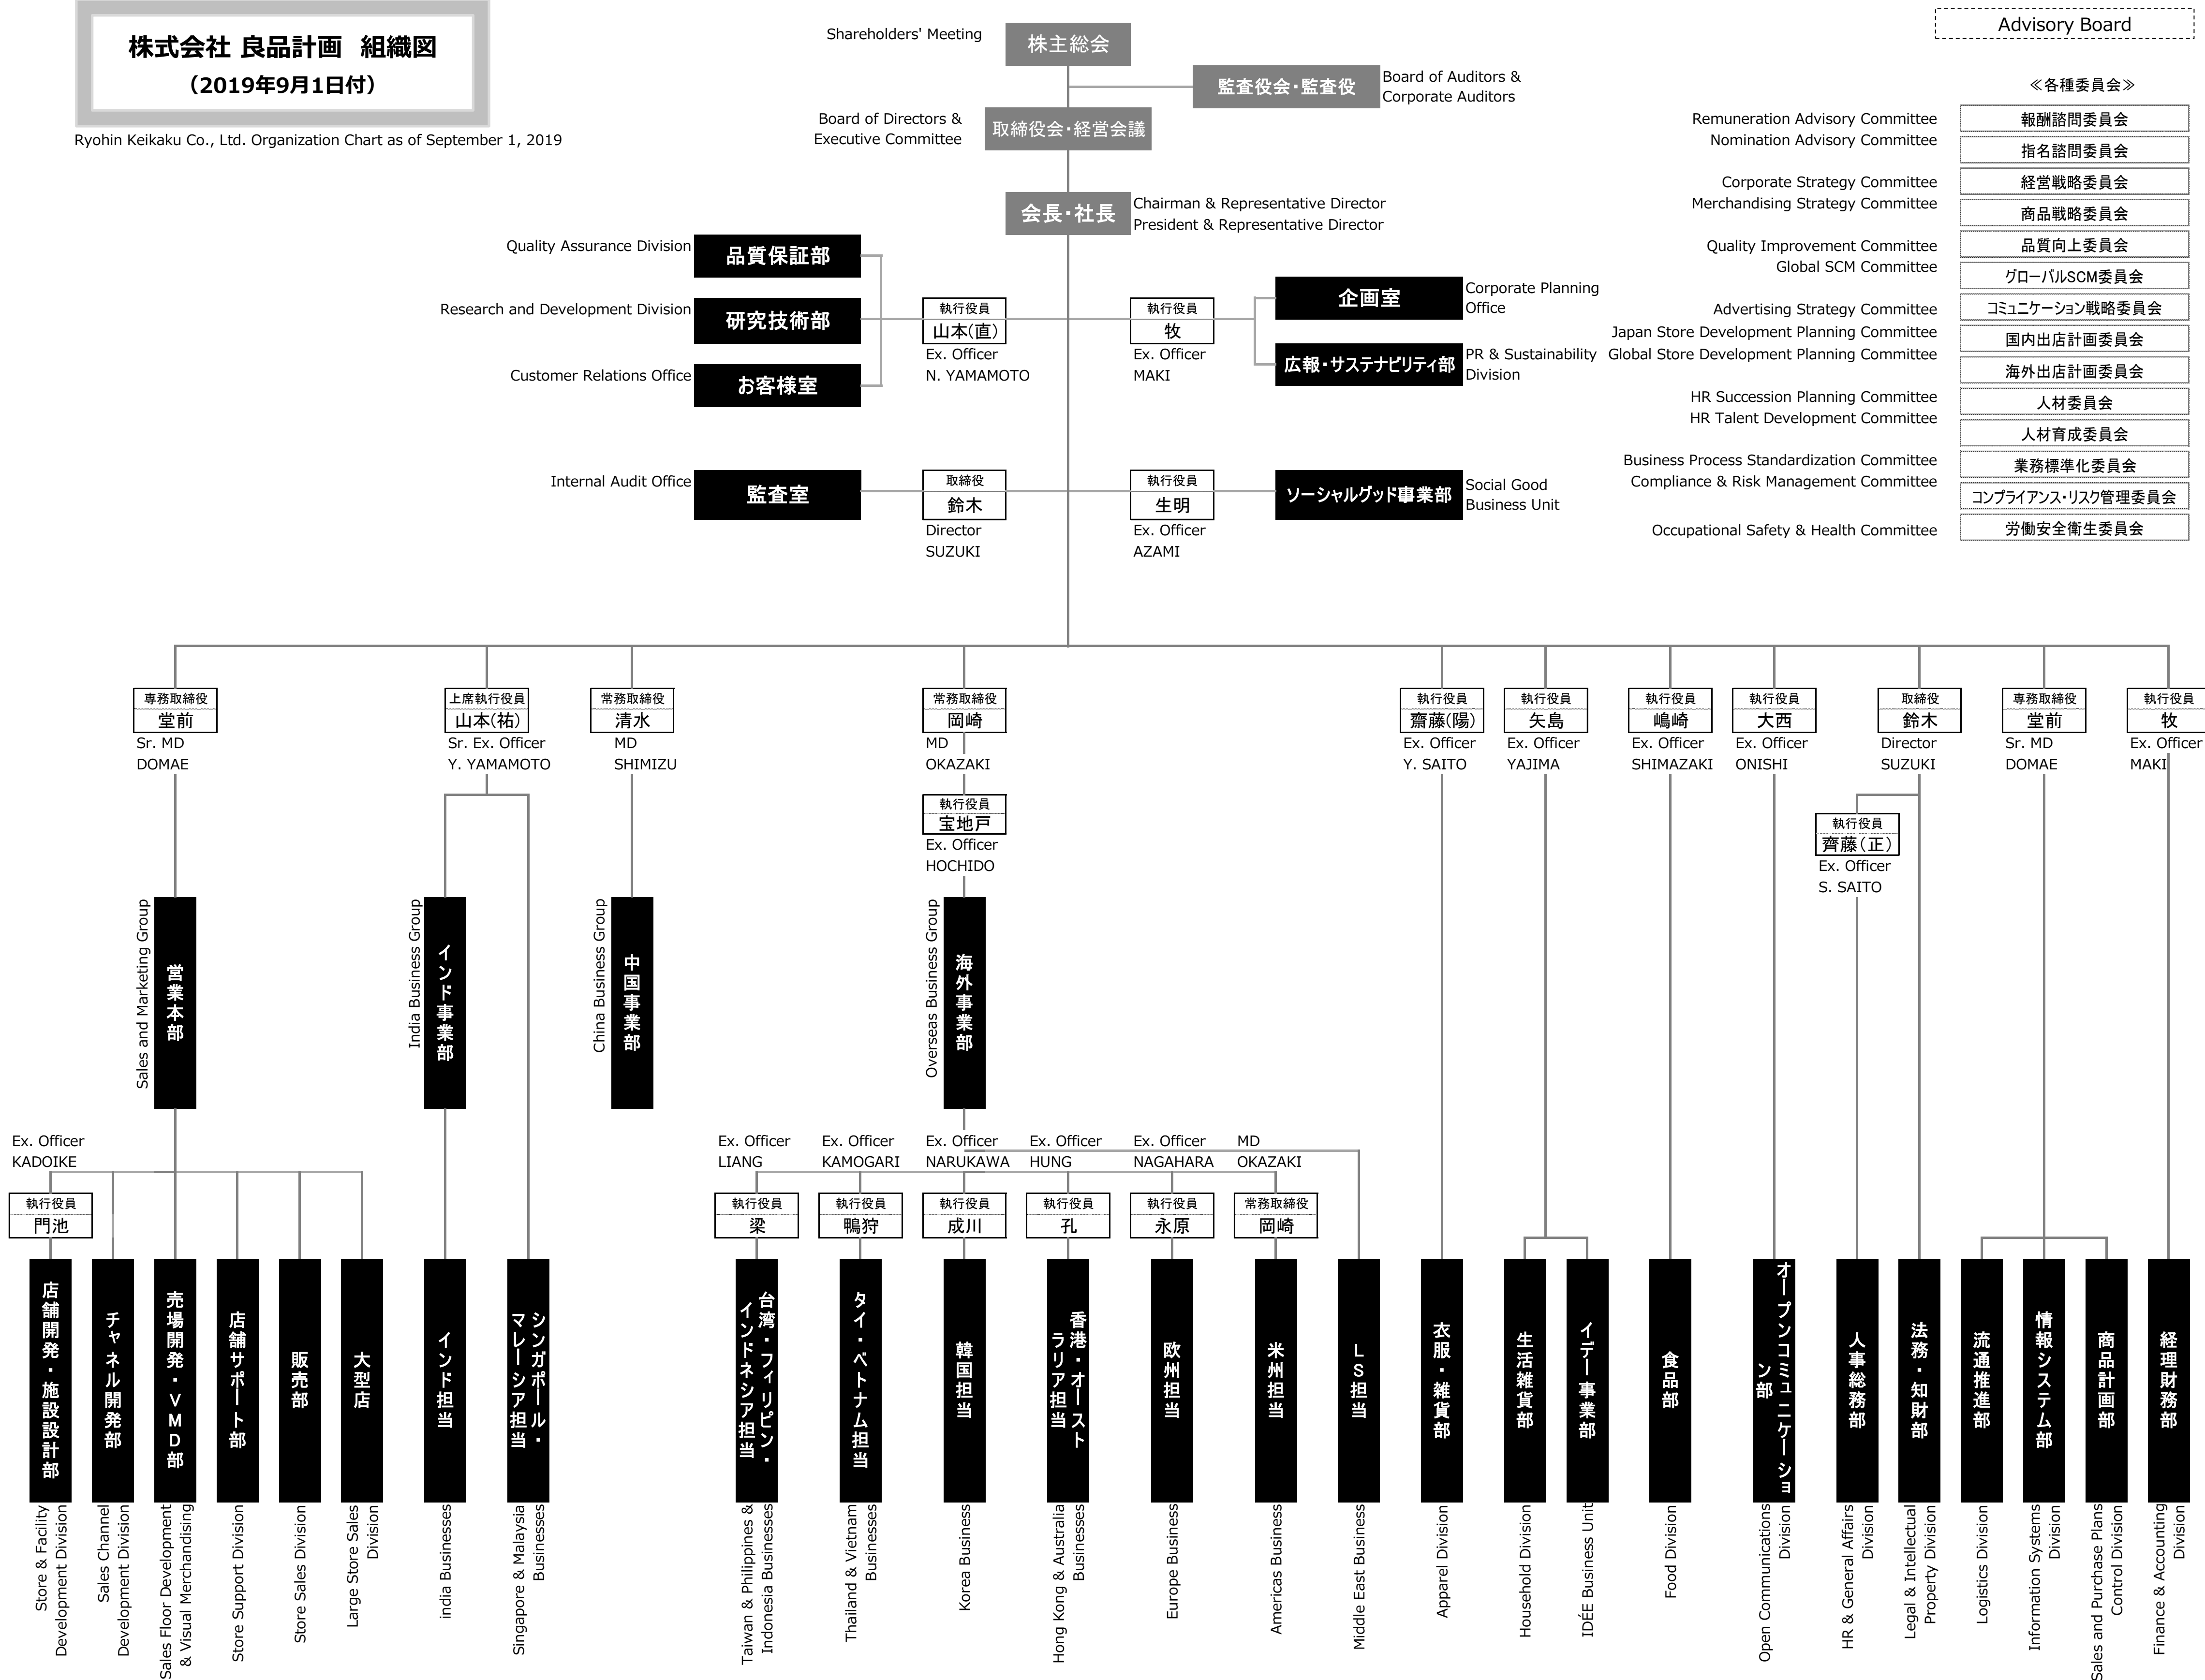 株式会社 良品計画　組織図
（2019年9月1日付）
Ryohin Keikaku Co., Ltd. Organization Chart as of September 1, 2019
Shareholders' Meeting
株主総会
監査役会・監査役
Board of Auditors &
Corporate Auditors
Board of Directors &
Executive Committee
取締役会・経営会議
会長・社長
Chairman & Representative Director
President & Representative Director
Advisory Board
≪各種委員会≫
Remuneration Advisory Committee
報酬諮問委員会
Nomination Advisory Committee
指名諮問委員会
Corporate Strategy Committee
経営戦略委員会
Merchandising Strategy Committee
商品戦略委員会
Quality Improvement Committee
品質向上委員会
Global SCM Committee
グローバルSCM委員会
Advertising Strategy Committee
コミュニケーション戦略委員会
Japan Store Development Planning Committee
国内出店計画委員会
Global Store Development Planning Committee
海外出店計画委員会
HR Succession Planning Committee
人材委員会
HR Talent Development Committee
人材育成委員会
Business Process Standardization Committee
業務標準化委員会
Compliance & Risk Management Committee
コンプライアンス・リスク管理委員会
Occupational Safety & Health Committee
労働安全衛生委員会
Quality Assurance Division
品質保証部
Research and Development Division
研究技術部
Customer Relations Office
お客様室
執行役員
山本(直)
Ex. Officer
N. YAMAMOTO
執行役員
牧
Ex. Officer
MAKI
企画室
Corporate Planning
Office
広報・サステナビリティ部
PR & Sustainability
Division
Internal Audit Office
監査室
取締役
鈴木
Director
SUZUKI
執行役員
生明
Ex. Officer
AZAMI
ソーシャルグッド事業部
Social Good
Business Unit
専務取締役
堂前
Sr. MD
DOMAE
上席執行役員
山本(祐)
Sr. Ex. Officer
Y. YAMAMOTO
常務取締役
清水
MD
SHIMIZU
常務取締役
岡崎
MD
OKAZAKI
執行役員
宝地戸
Ex. Officer
HOCHIDO
執行役員
齋藤(陽)
Ex. Officer
Y. SAITO
執行役員
矢島
Ex. Officer
YAJIMA
執行役員
嶋崎
Ex. Officer
SHIMAZAKI
執行役員
大西
Ex. Officer
ONISHI
取締役
鈴木
Director
SUZUKI
執行役員
齊藤(正)
Ex. Officer
S. SAITO
専務取締役
堂前
Sr. MD
DOMAE
執行役員
牧
Ex. Officer
MAKI
Sales and Marketing Group
営業本部
India Business Group
インド事業部
China Business Group
中国事業部
Overseas Business Group
海外事業部
Ex. Officer
KADOIKE
執行役員
門池
Ex. Officer
LIANG
執行役員
梁
Ex. Officer
KAMOGARI
執行役員
鴨狩
Ex. Officer
NARUKAWA
執行役員
成川
Ex. Officer
HUNG
執行役員
孔
Ex. Officer
NAGAHARA
執行役員
永原
MD
OKAZAKI
常務取締役
岡崎
店舗開発・施設設計部
Store & Facility
Development Division
チャネル開発部
Sales Channel
Development Division
売場開発・VMD部
Sales Floor Development
& Visual Merchandising
店舗サポート部
Store Support Division
販売部
Store Sales Division
大型店
Large Store Sales
Division
インド担当
india Businesses
シンガポール・
マレーシア担当
Singapore & Malaysia
Businesses
台湾・フィリピン・
インドネシア担当
Taiwan & Philippines &
Indonesia Businesses
タイ・ベトナム担当
Thailand & Vietnam
Businesses
韓国担当
Korea Business
香港・オースト
ラリア担当
Hong Kong & Australia
Businesses
欧州担当
Europe Business
米州担当
Americas Business
LS担当
Middle East Business
衣服・雑貨部
Apparel Division
生活雑貨部
Household Division
イデー事業部
IDÉE Business Unit
食品部
Food Division
オープンコミュニケーショ
ン部
Open Communications
Division
人事総務部
HR & General Affairs
Division
法務・知財部
Legal & Intellectual
Property Division
流通推進部
Logistics Division
情報システム部
Information Systems
Division
商品計画部
Sales and Purchase Plans
Control Division
経理財務部
Finance & Accounting
Division